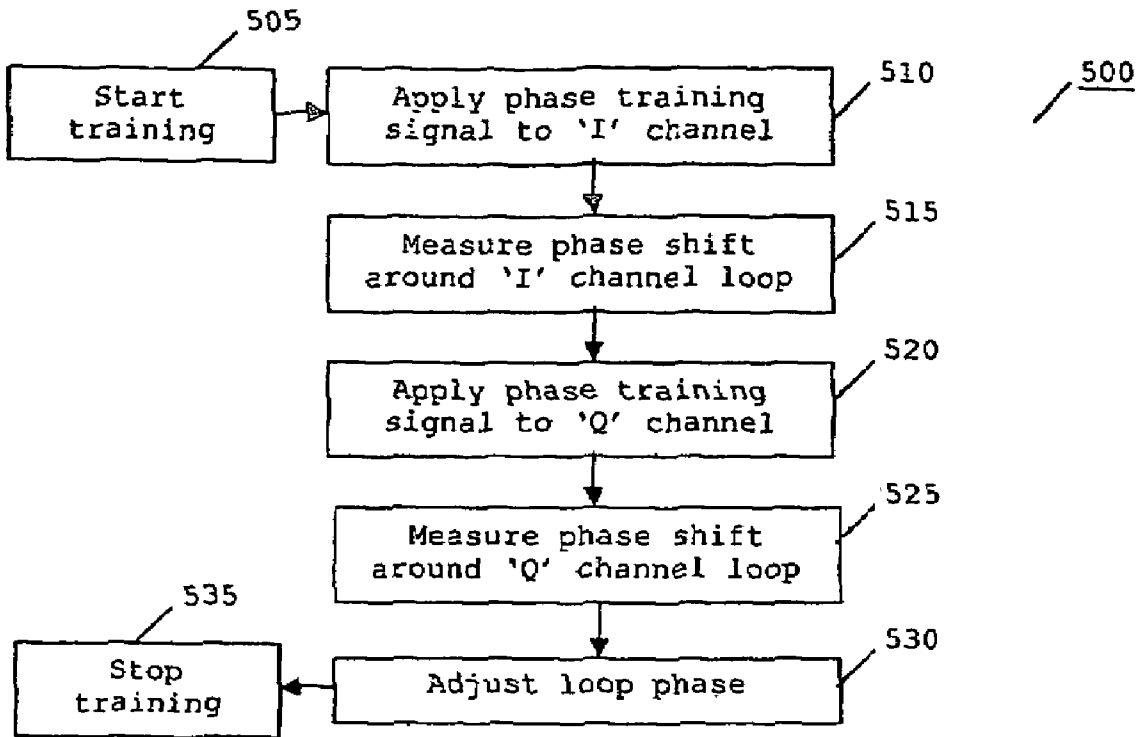 505
Start
training
510
Apply phase training
signal to 'I' channel
500
515
Measure phase shift
around 'I' channel loop
520
Apply phase training
signal to 'Q' channel
525
Measure phase shift
around 'Q' channel loop
535
Stop
training
530
Adjust loop phase